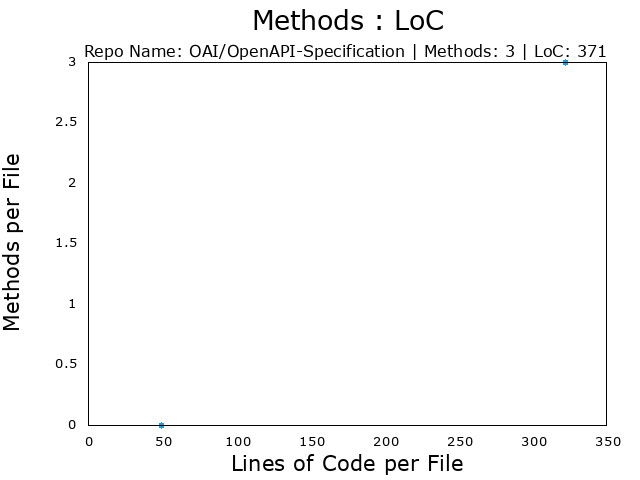 Methods : LoC
Repo Name: OAI/OpenAPI-Specification | Methods: 3 | LoC: 371
3
2.5
2
1.5
1
0.5
0
Methods per File
0 50 100 150 200 250 300 350
Lines of Code per File